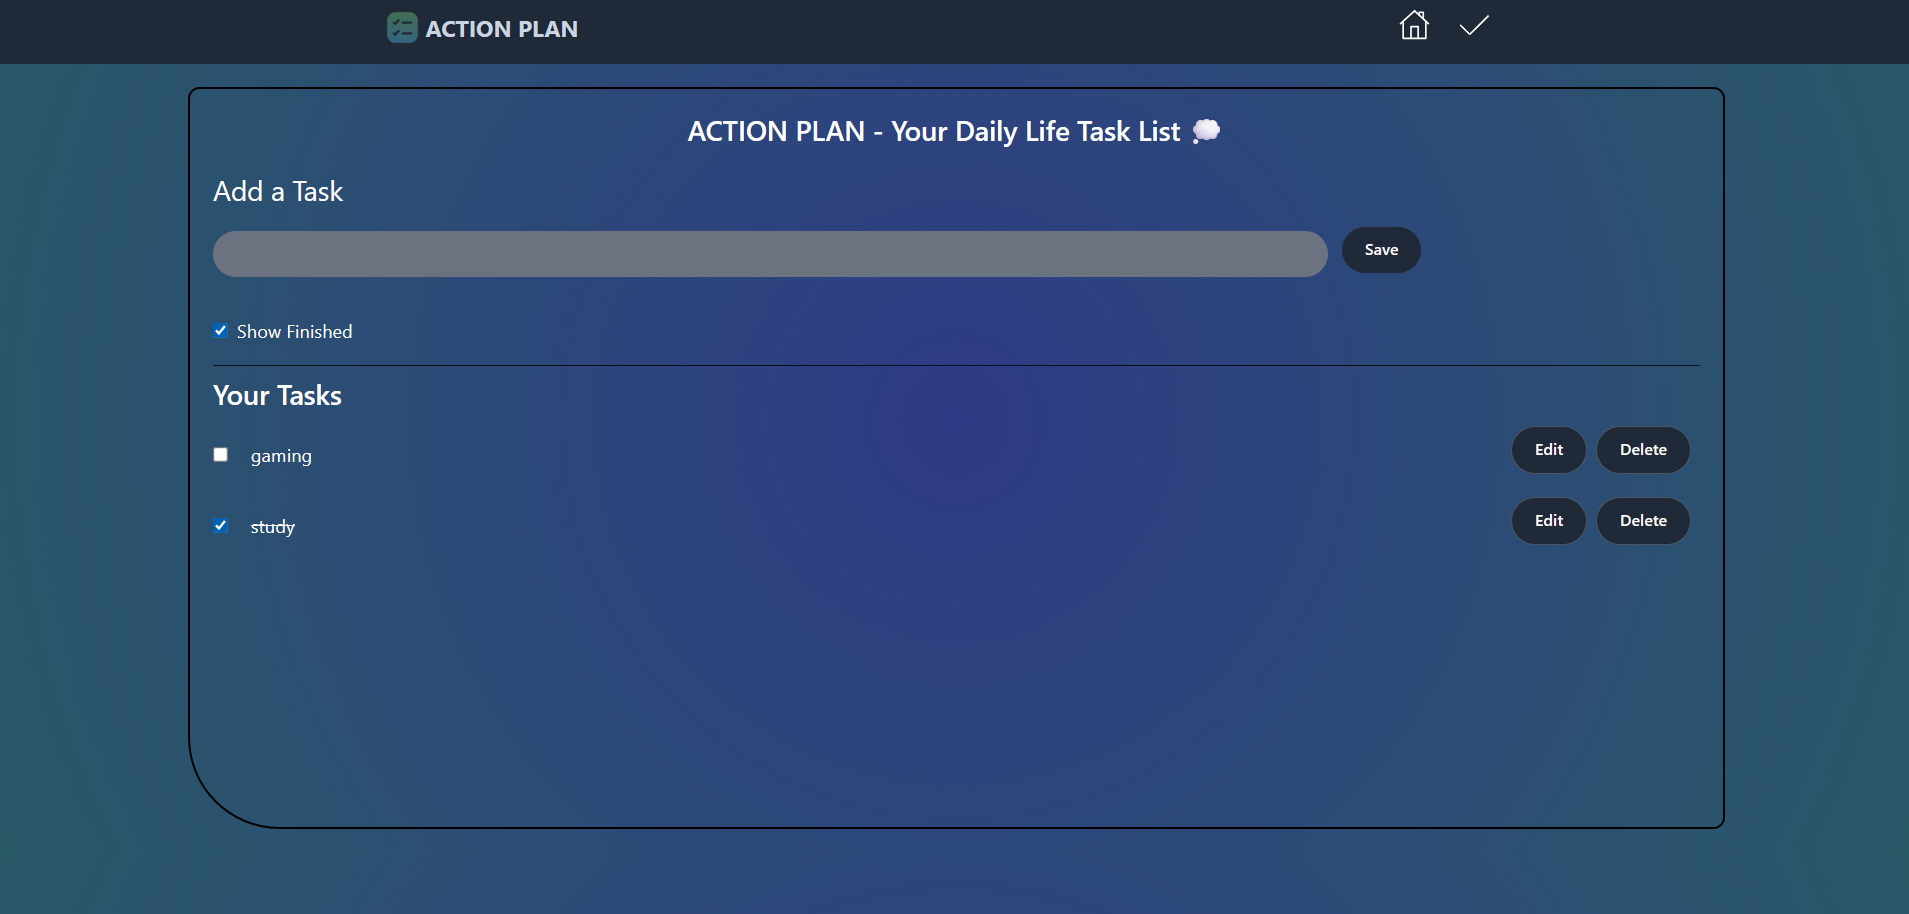 ACTION PLAN
ACTION PLAN - Your Daily Life Task List 💭
Add a Task
Save
Show Finished
Your Tasks
gaming Edit Delete
study Edit Delete